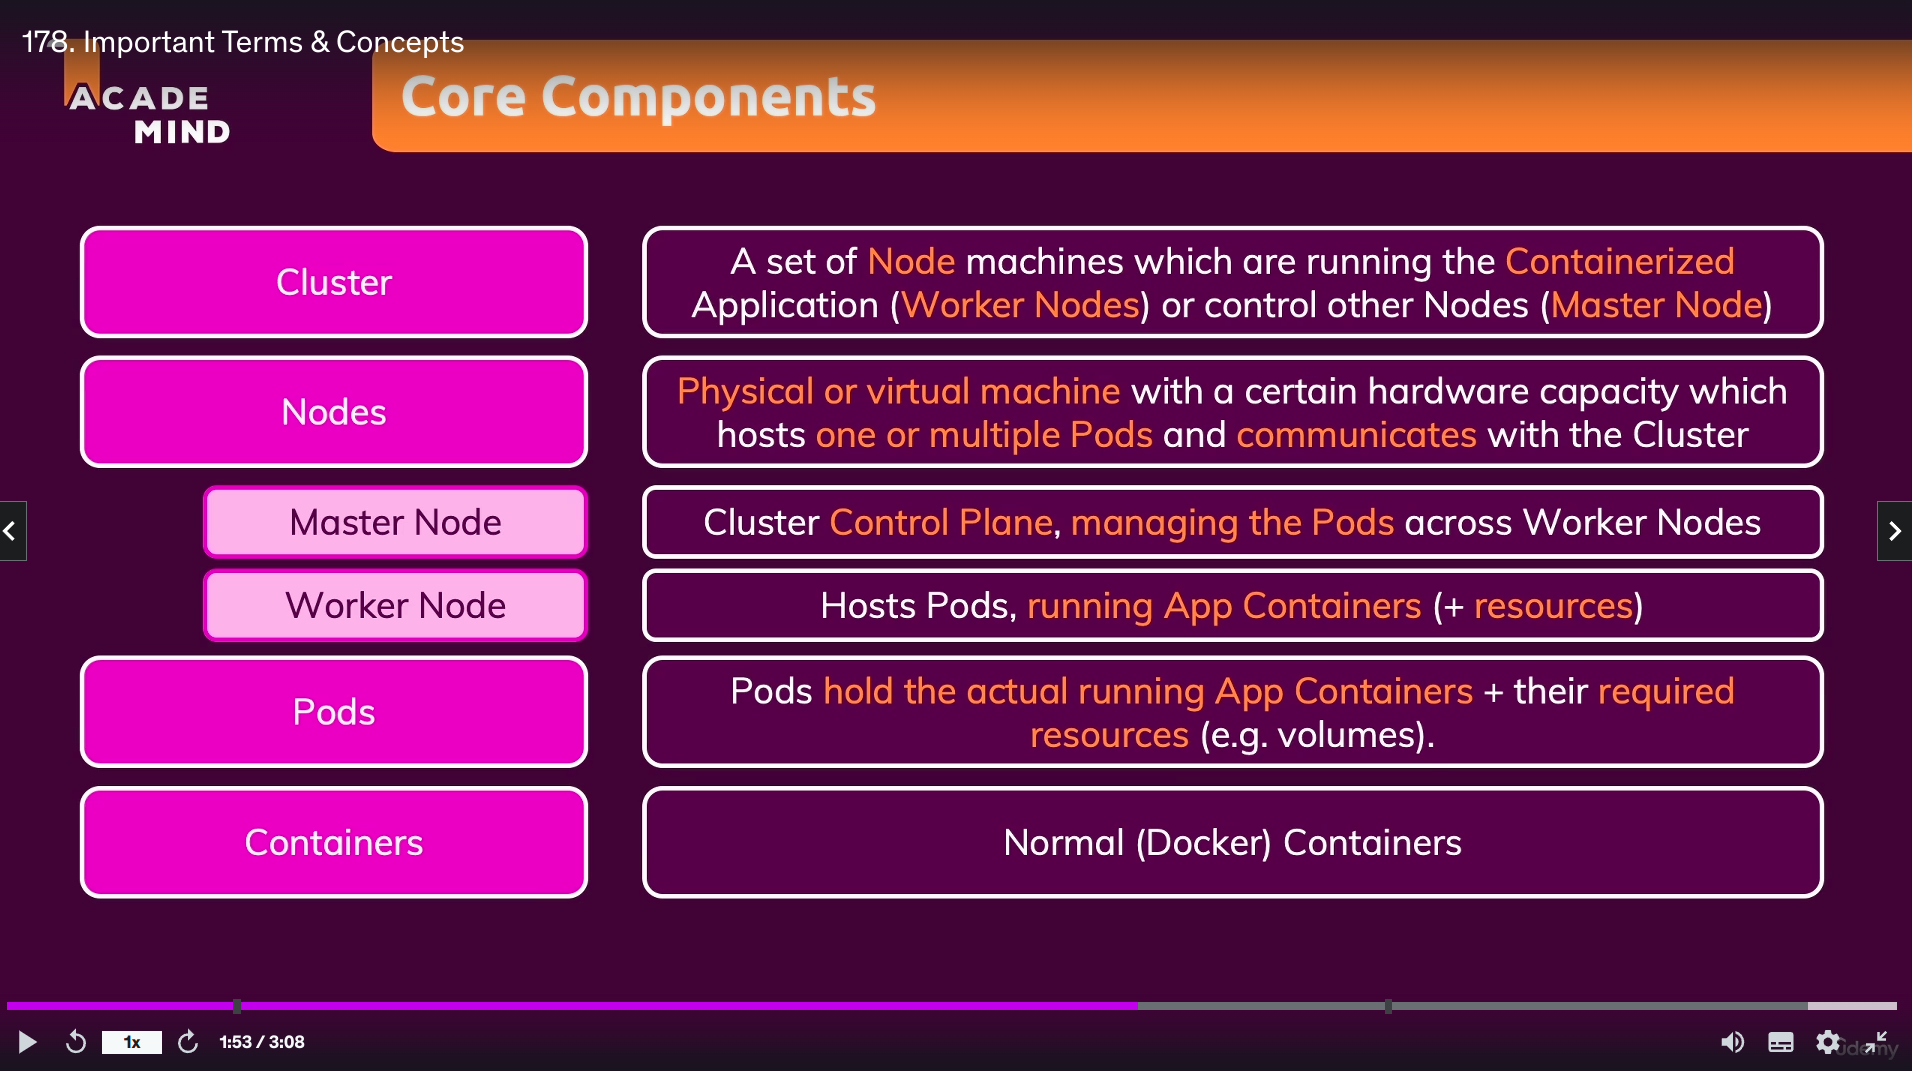 178. Important Terms & Concepts
ACADE
MIND
Core Components
Cluster
A set of Node machines which are running the Containerized
Application (Worker Nodes) or control other Nodes (Master Node)
Nodes
Physical or virtual machine with a certain hardware capacity which
hosts one or multiple Pods and communicates with the Cluster
Master Node
Cluster Control Plane, managing the Pods across Worker Nodes
Worker Node
Hosts Pods, running App Containers (+ resources)
Pods
Pods hold the actual running App Containers + their required
resources (e.g. volumes).
Containers
Normal (Docker) Containers
1x
1:53 / 3:08
udemy